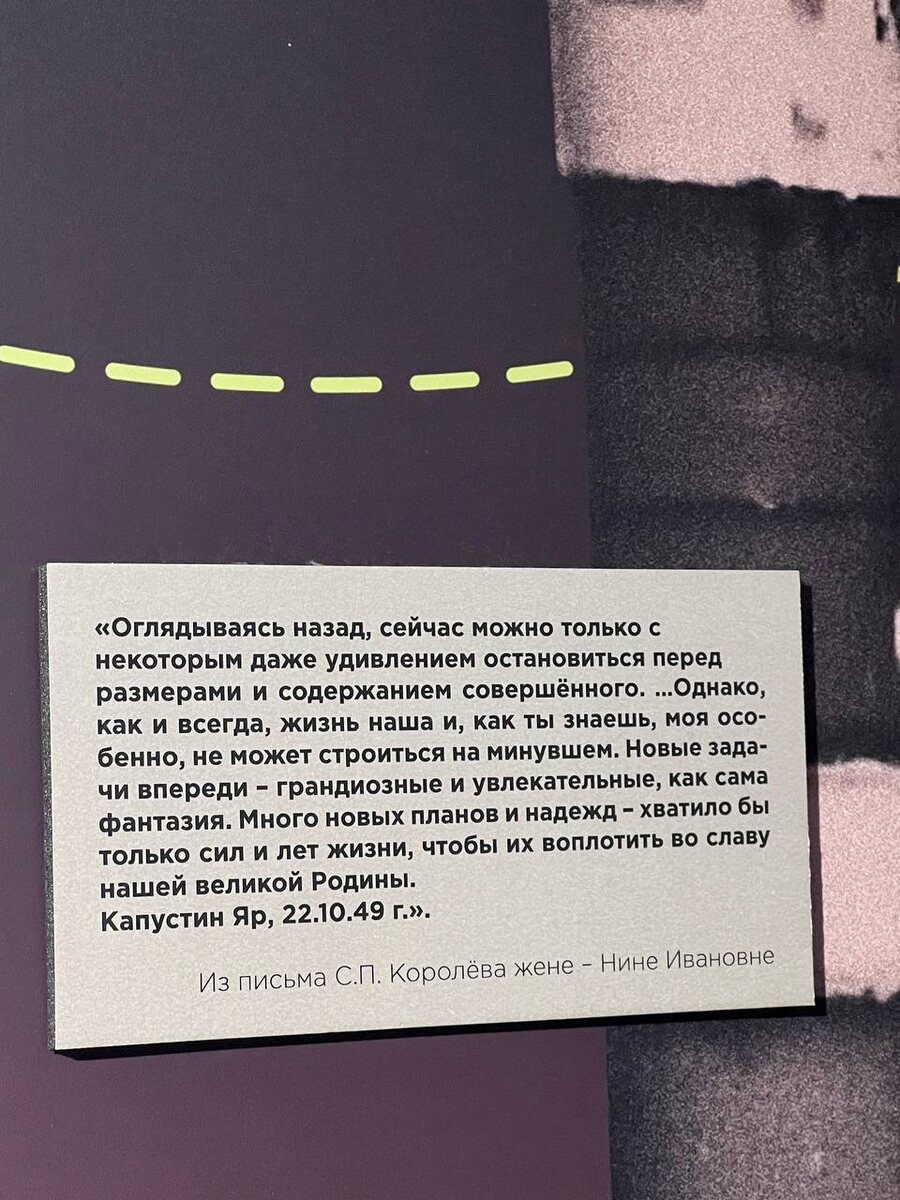 «Оглядываясь назад, сейчас можно только с
некоторым даже удивлением остановиться перед
размерами и содержанием совершённого. ...Однако,
как и всегда, жизнь наша и, как ты знаешь, моя осо-
бенно, не может строиться на минувшем. Новые зада-
чи впереди – грандиозные и увлекательные, как сама
фантазия. Много новых планов и надежд – хватило бы
только сил и лет жизни, чтобы их воплотить во славу
нашей великой Родины.
Капустин Яр, 22.10.49 г.».
Из письма С.П. Королёва жене – Нине Ивановне